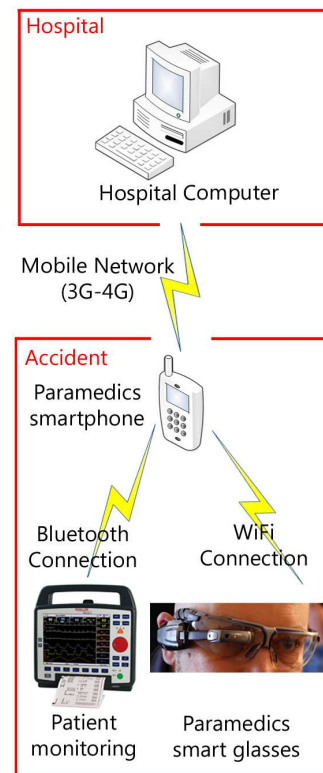 Hospital
Hospital Computer
Mobile Network
(3G-4G)
Accident
Paramedics
smartphone
Bluetooth
Connection
WiFi
Connection
Patient
monitoring
Paramedics
smart glasses